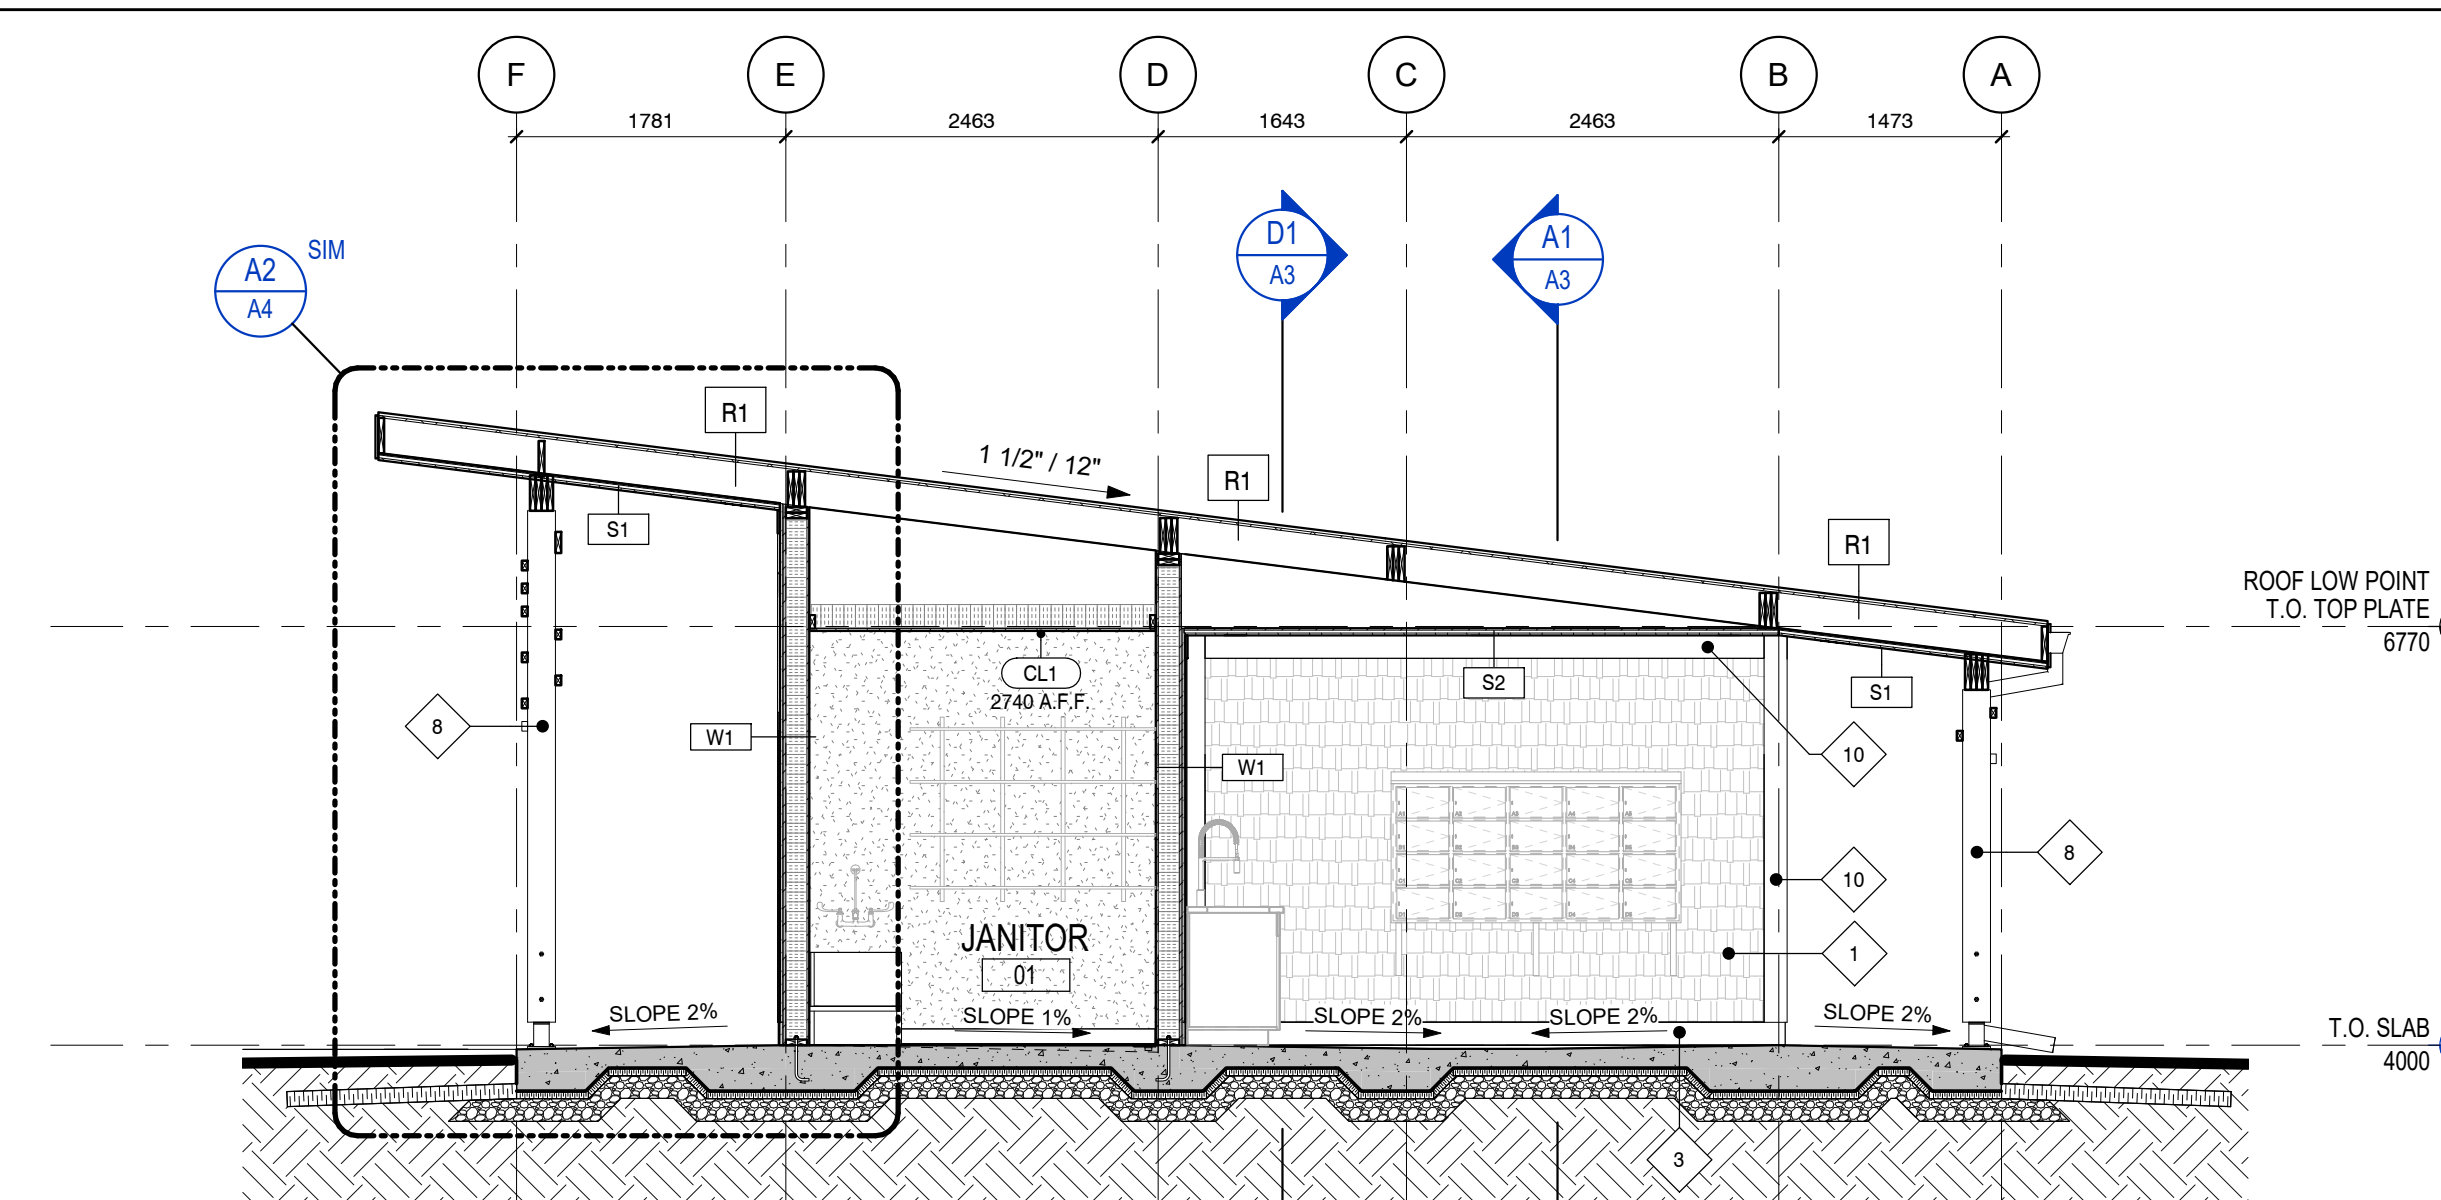 F
E
D
C
B
A
1781
2463
1643
2463
1473
A2
A4
SIM
D1
A3
A1
A3
R1
1 1/2" / 12"
R1
R1
S1
ROOF LOW POINT
T.O. TOP PLATE
6770
CL1
2740 A.F.F.
S2
S1
8
W1
W1
10
8
10
JANITOR
01
1
SLOPE 2%
SLOPE 1%
SLOPE 2%
SLOPE 2%
SLOPE 2%
T.O. SLAB
4000
3